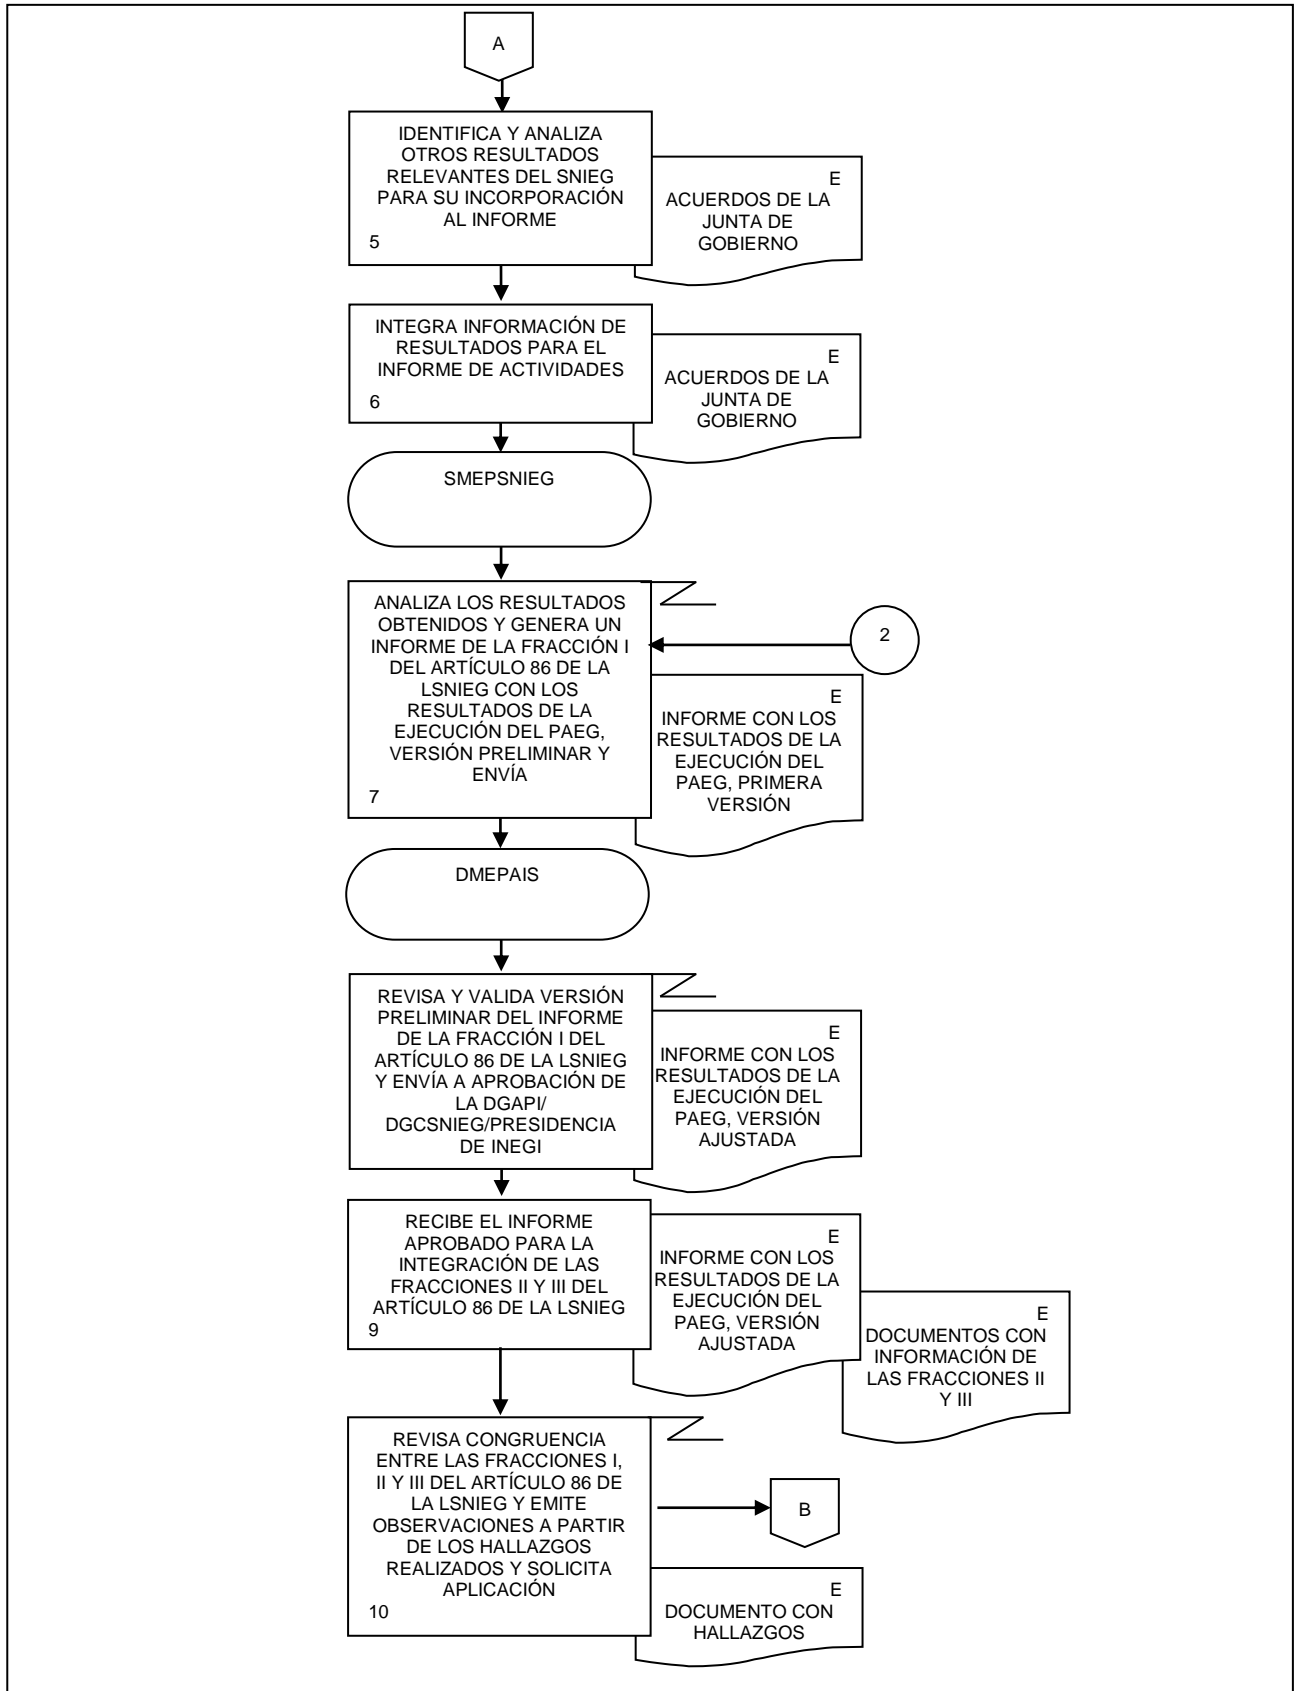 A
IDENTIFICA Y ANALIZA
OTROS RESULTADOS
RELEVANTES DEL SNIEG
PARA SU INCORPORACIÓN
AL INFORME
5
E
ACUERDOS DE LA
JUNTA DE
GOBIERNO
INTEGRA INFORMACIÓN DE
RESULTADOS PARA EL
INFORME DE ACTIVIDADES
6
E
ACUERDOS DE LA
JUNTA DE
GOBIERNO
SMEPSNIEG
ANALIZA LOS RESULTADOS
OBTENIDOS Y GENERA UN
INFORME DE LA FRACCIÓN I
DEL ARTÍCULO 86 DE LA
LSNIEG CON LOS
RESULTADOS DE LA
EJECUCIÓN DEL PAEG,
VERSIÓN PRELIMINAR Y
ENVÍA
7
2
E
INFORME CON LOS
RESULTADOS DE LA
EJECUCIÓN DEL
PAEG, PRIMERA
VERSIÓN
DMEPAIS
REVISA Y VALIDA VERSIÓN
PRELIMINAR DEL INFORME
DE LA FRACCIÓN I DEL
ARTÍCULO 86 DE LA LSNIEG
Y ENVÍA A APROBACIÓN DE
LA DGAPI/
DGCSNIEG/PRESIDENCIA
DE INEGI
E
INFORME CON LOS
RESULTADOS DE LA
EJECUCIÓN DEL
PAEG, VERSIÓN
AJUSTADA
RECIBE EL INFORME
APROBADO PARA LA
INTEGRACIÓN DE LAS
FRACCIONES II Y III DEL
ARTÍCULO 86 DE LA LSNIEG
9
E
INFORME CON LOS
RESULTADOS DE LA
EJECUCIÓN DEL
PAEG, VERSIÓN
AJUSTADA
E
DOCUMENTOS CON
INFORMACIÓN DE
LAS FRACCIONES II
Y III
REVISA CONGRUENCIA
ENTRE LAS FRACCIONES I,
II Y III DEL ARTÍCULO 86 DE
LA LSNIEG Y EMITE
OBSERVACIONES A PARTIR
DE LOS HALLAZGOS
REALIZADOS Y SOLICITA
APLICACIÓN
10
B
E
DOCUMENTO CON
HALLAZGOS